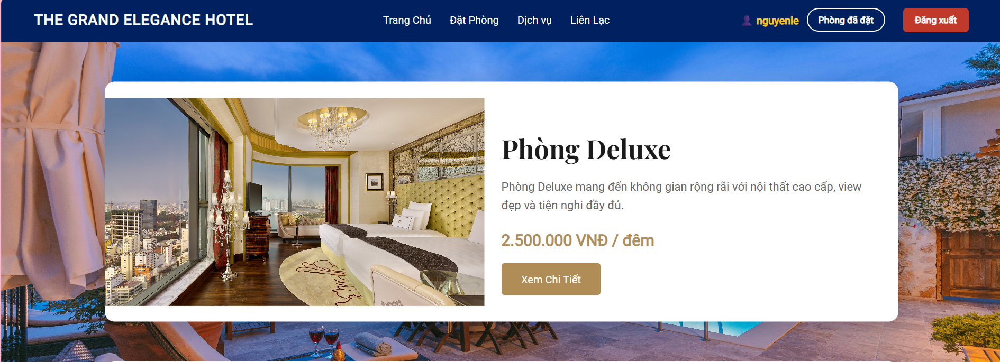 THE GRAND ELEGANCE HOTEL
Trang Chủ
Đặt Phòng
Dịch vụ
Liên Lạc
nguyenle
Phòng đã đặt
Đăng xuất
Phòng Deluxe
Phòng Deluxe mang đến không gian rộng rãi với nội thất cao cấp, view
đẹp và tiện nghi đầy đủ.
2.500.000 VNĐ / đêm
Xem Chi Tiết